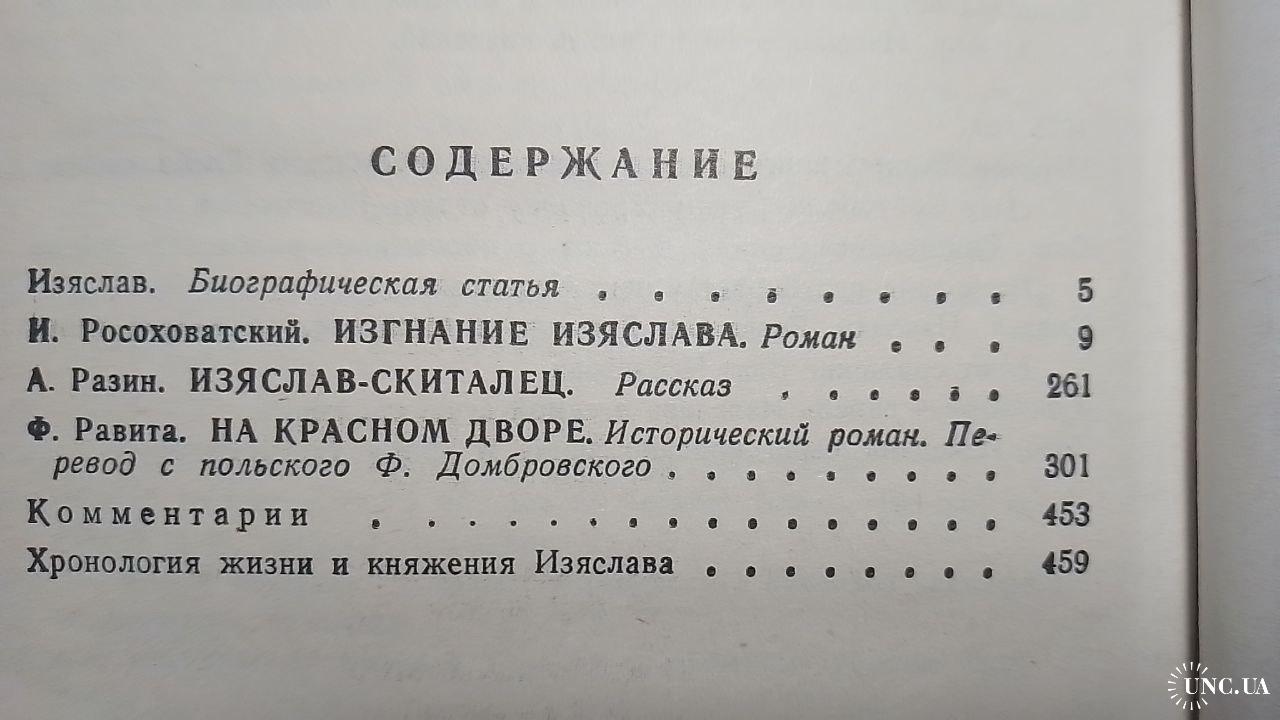 СОДЕРЖАНИЕ
Изяслав. Биографическая статья . . . . . . . . 5
И. Росоховатский. ИЗГНАНИЕ ИЗЯСЛАВА. Роман . . . 9
А. Разин. ИЗЯСЛАВ-СКИТАЛЕЦ. Рассказ . . . . . . 261
Ф. Равита. НА КРАСНОМ ДВОРЕ. Исторический роман. Пе-
ревод с польского Ф. Домбровского . . . . . . . . . 301
Комментарии . . . . . . . . . . . . . . . . 453
Хронология жизни и княжения Изяслава . . . . . . . . 459
UNC.UA